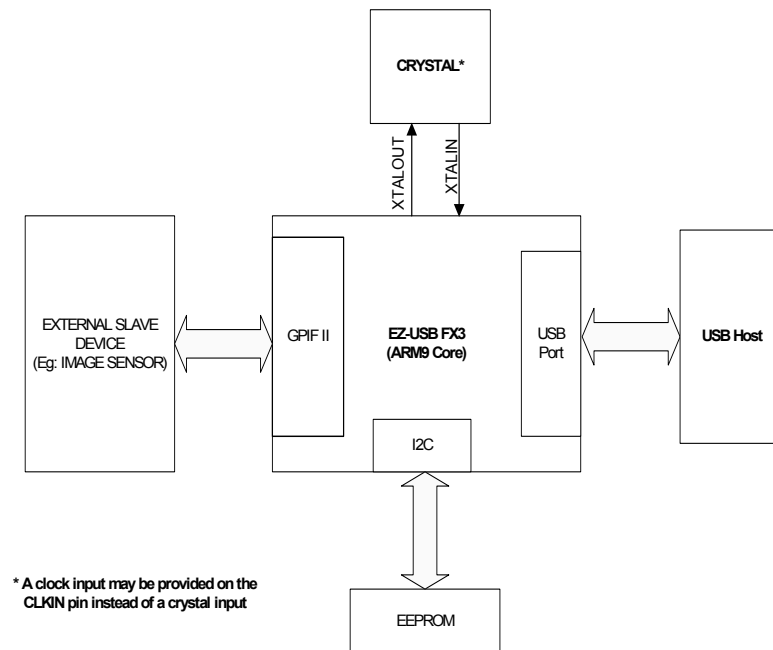 CRYSTAL*
XTALOUT
XTALIN
EXTERNAL SLAVE
DEVICE
(Eg: IMAGE SENSOR)
GPIF II
EZ-USB FX3
(ARM9 Core)
USB
Port
USB Host
I2C
* A clock input may be provided on the
CLKIN pin instead of a crystal input
EEPROM